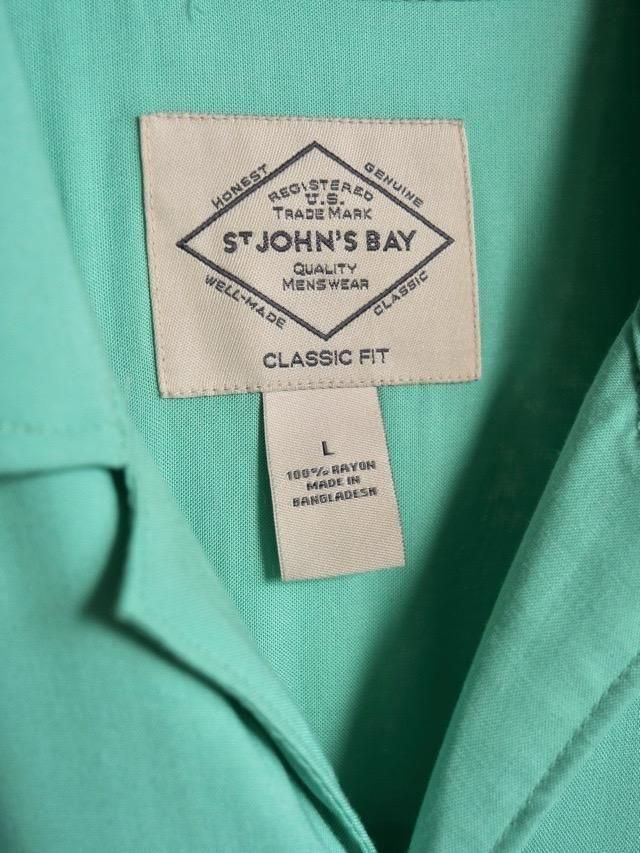 HONEST
GENUINE
REGISTERED
U.S.
TRADE MARK
ST JOHN'S BAY
QUALITY
MENSWEAR
WELL-MADE
CLASSIC
CLASSIC FIT
L
100% RAYON
MADE IN
BANGLADESH